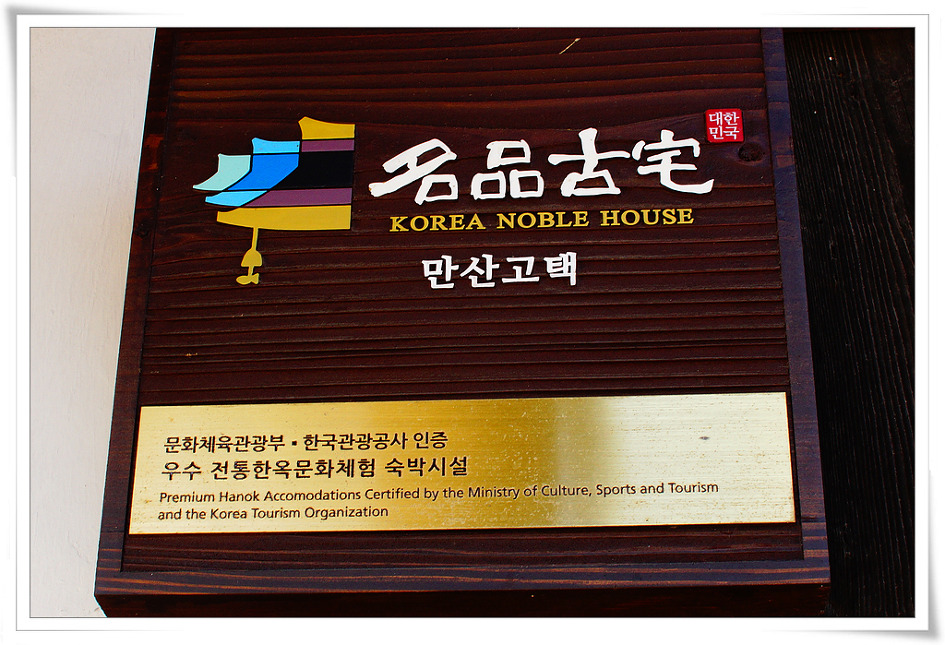 대한
민국
名品古宅
KOREA NOBLE HOUSE
만산고택
문화체육관광부 ▪ 한국관광공사 인증
우수 전통한옥문화체험 숙박시설
Premium Hanok Accomodations Certified by the Ministry of Culture, Sports and Tourism
and the Korea Tourism Organization